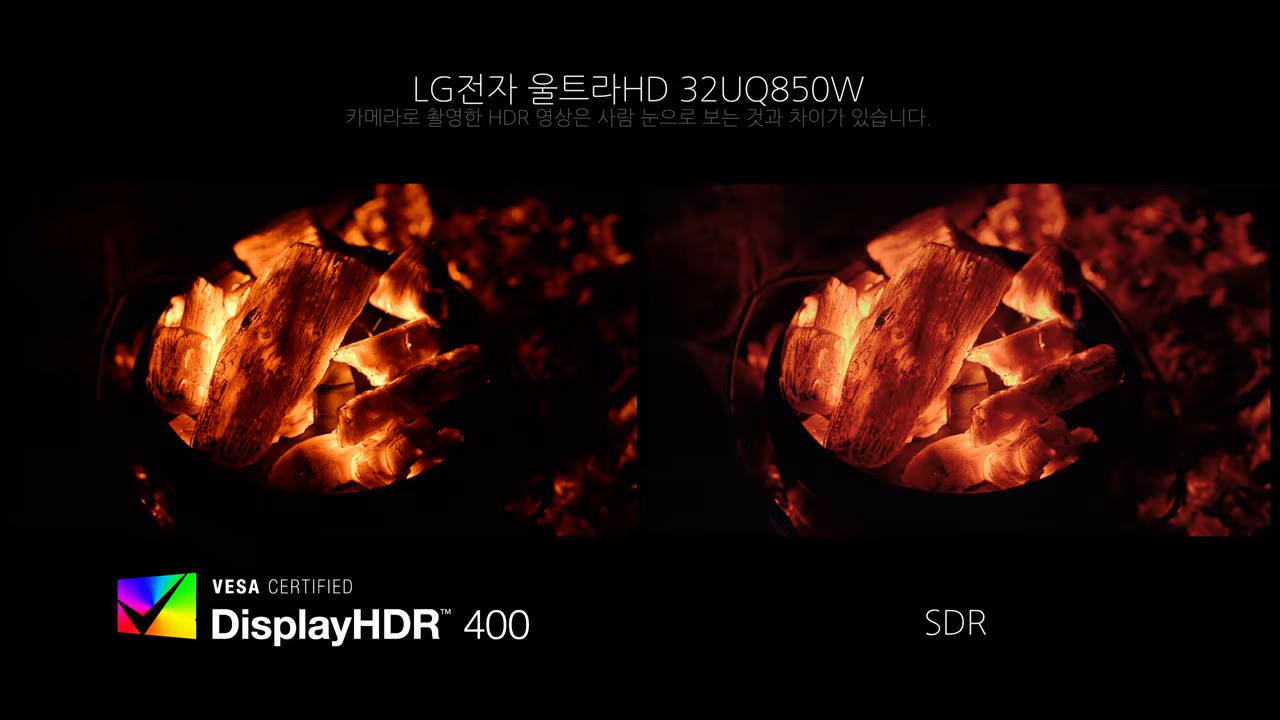 LG전자 울트라HD 32UQ850W
카메라로 촬영한 HDR 영상은 사람 눈으로 보는 것과 차이가 있습니다.
VESA CERTIFIED
DisplayHDR™ 400
SDR